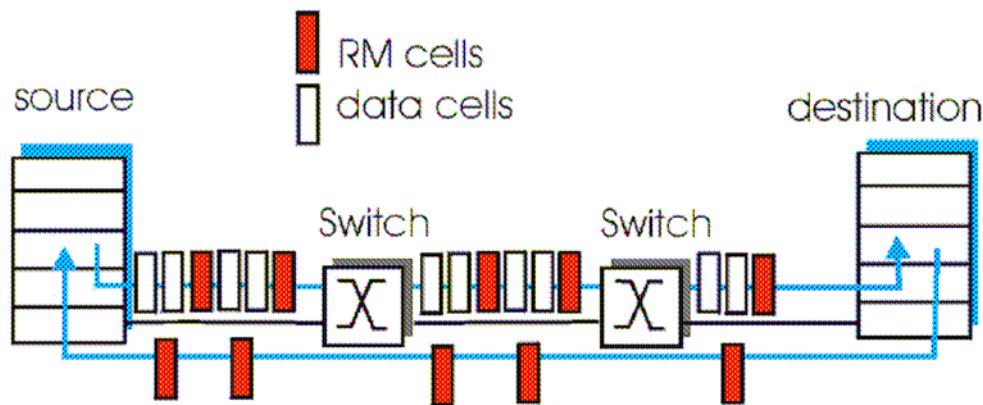 RM cells
source
data cells
destination
Switch
Switch